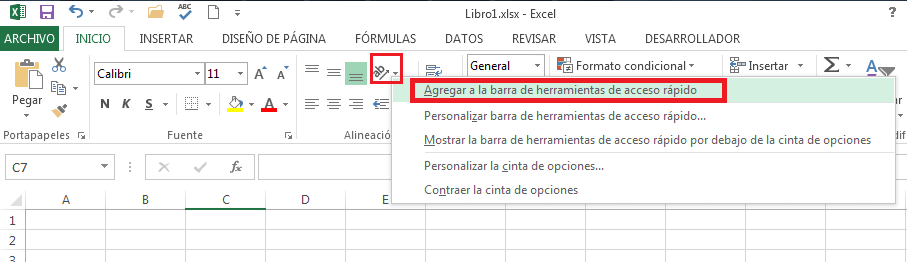 ABC
Libro1.xlsx - Excel
?
ARCHIVO INICIO INSERTAR DISEÑO DE PÁGINA FÓRMULAS DATOS REVISAR VISTA DESARROLLADOR
Pegar
Calibri 11 A A
ab
General
Formato condicional
Insertar
Σ
A
N K S
A
Agregar a la barra de herramientas de acceso rápido
Personalizar barra de herramientas de acceso rápido...
Mostrar la barra de herramientas de acceso rápido por debajo de la cinta de opciones
Personalizar la cinta de opciones...
Contraer la cinta de opciones
Portapapeles Fuente Alineació
dif
C7
A B C D E
1
2
3